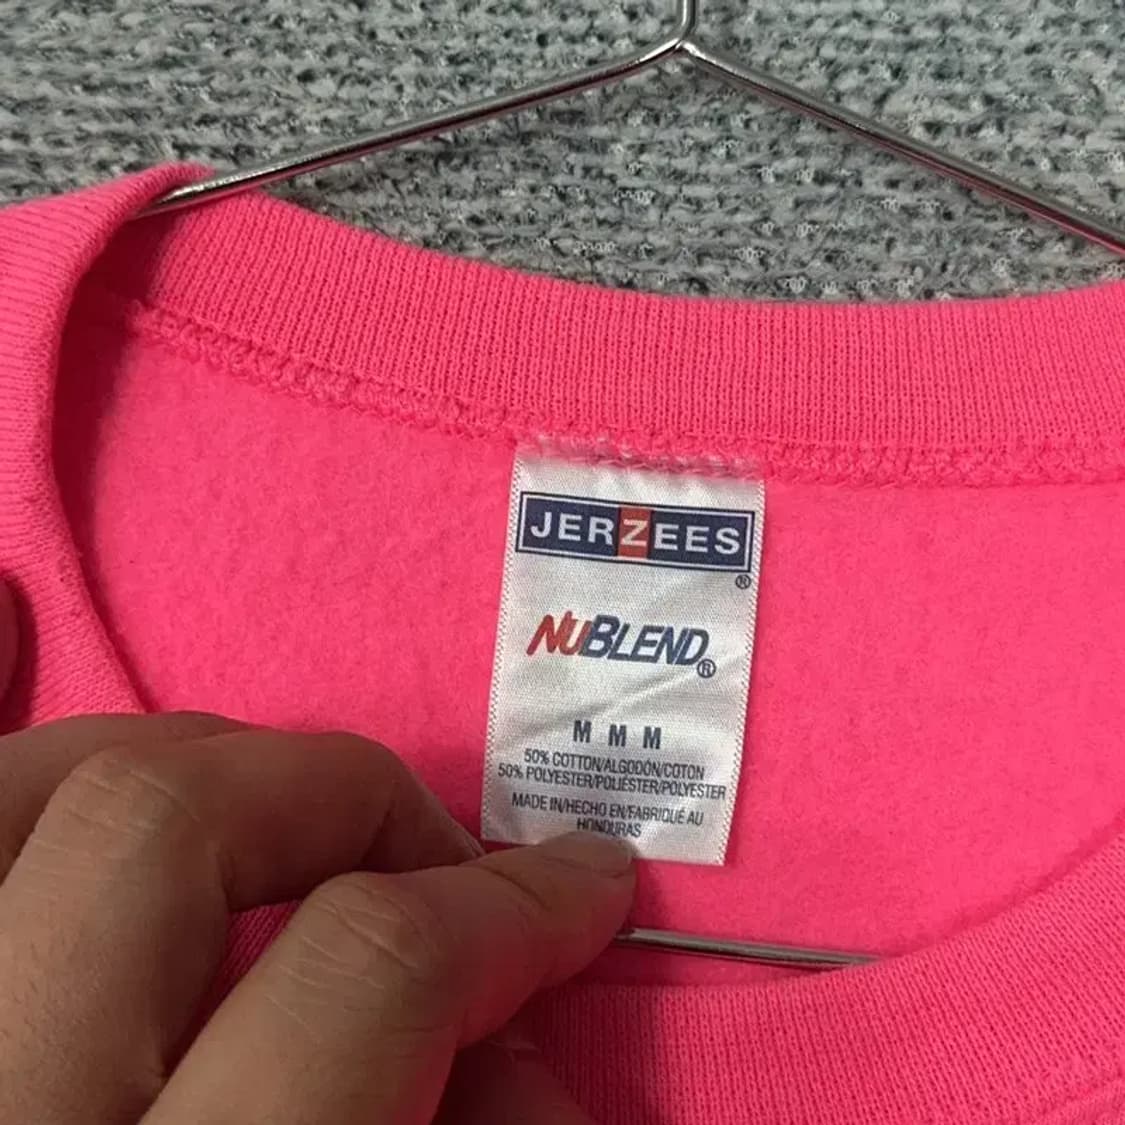 JERZEES
®
NUBLEND®
M M M
50% COTTON/ALGODÓN/COTON
50% POLYESTER/POLIÉSTER/POLYESTER
MADE IN/HECHO EN/FABRIQUÉ AU
HONDURAS